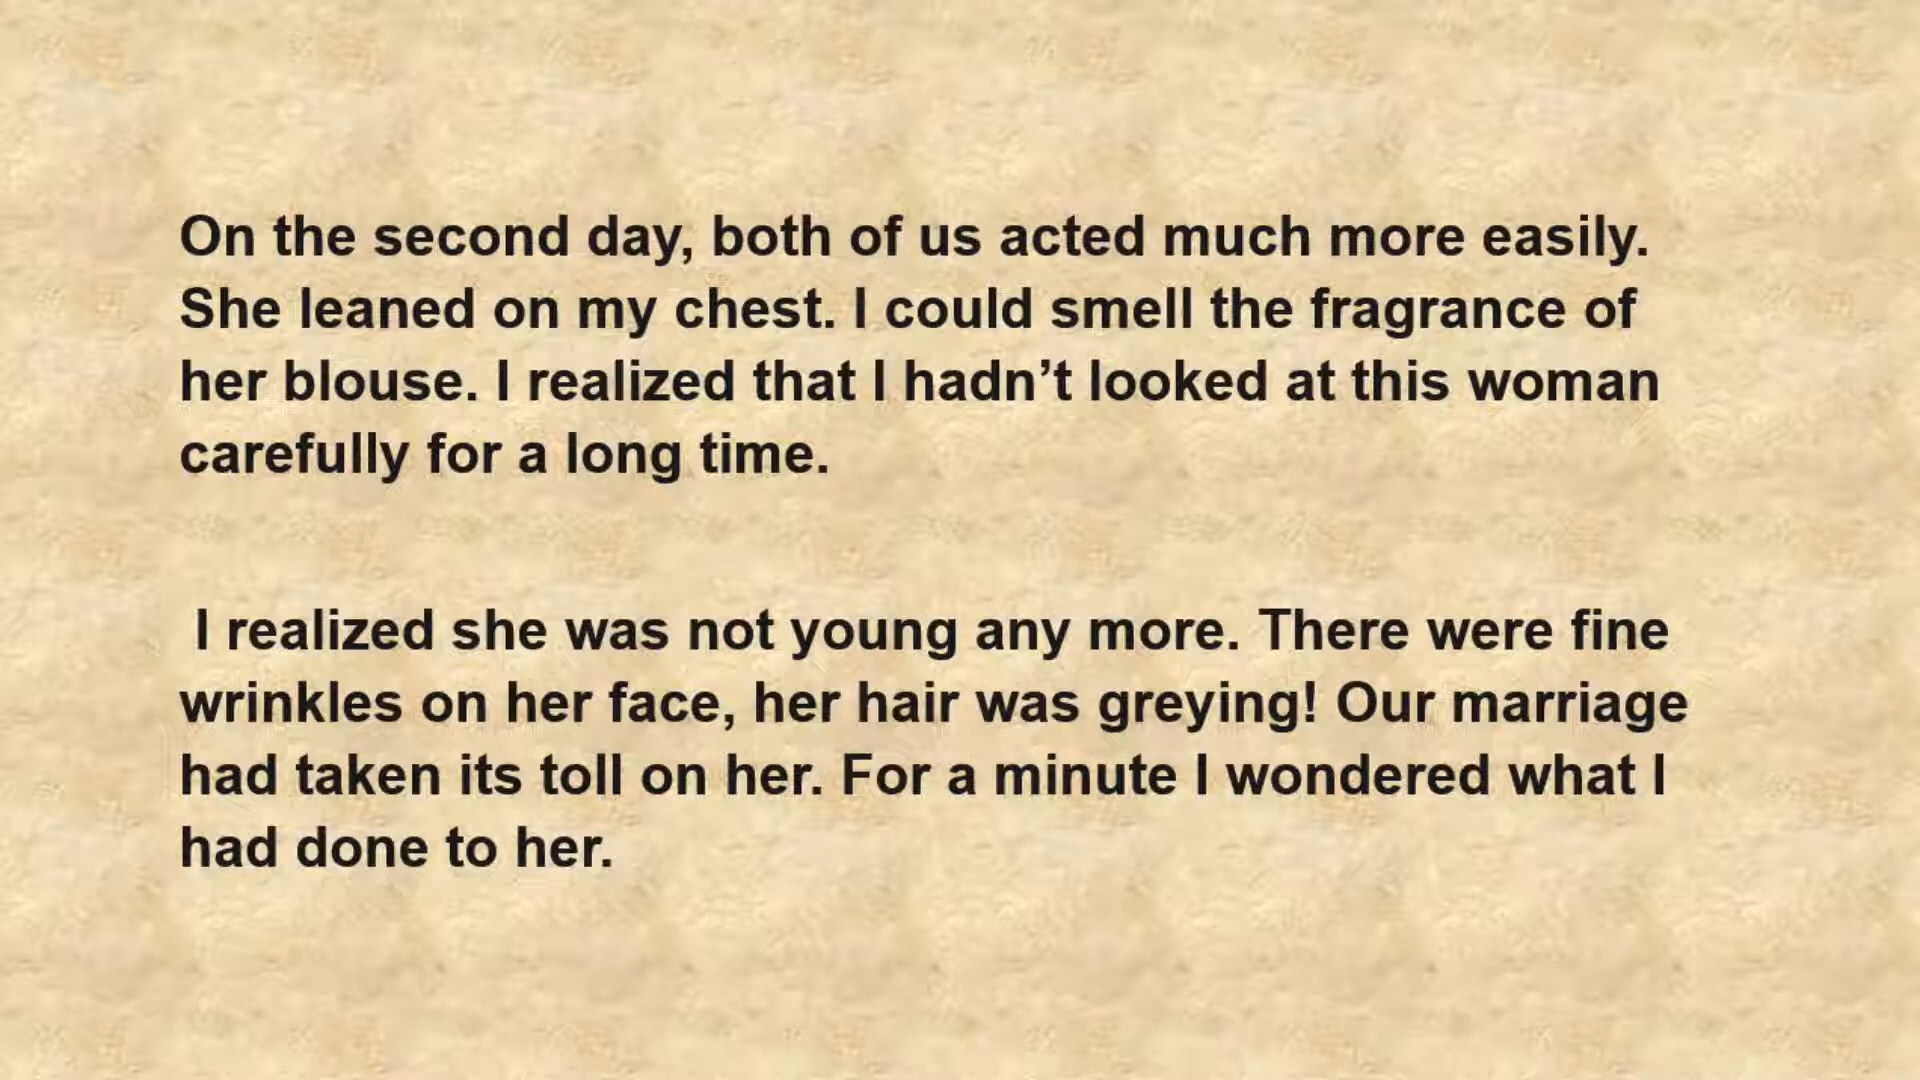 On the second day, both of us acted much more easily.
She leaned on my chest. I could smell the fragrance of
her blouse. I realized that I hadn’t looked at this woman
carefully for a long time.
I realized she was not young any more. There were fine
wrinkles on her face, her hair was greying! Our marriage
had taken its toll on her. For a minute I wondered what I
had done to her.